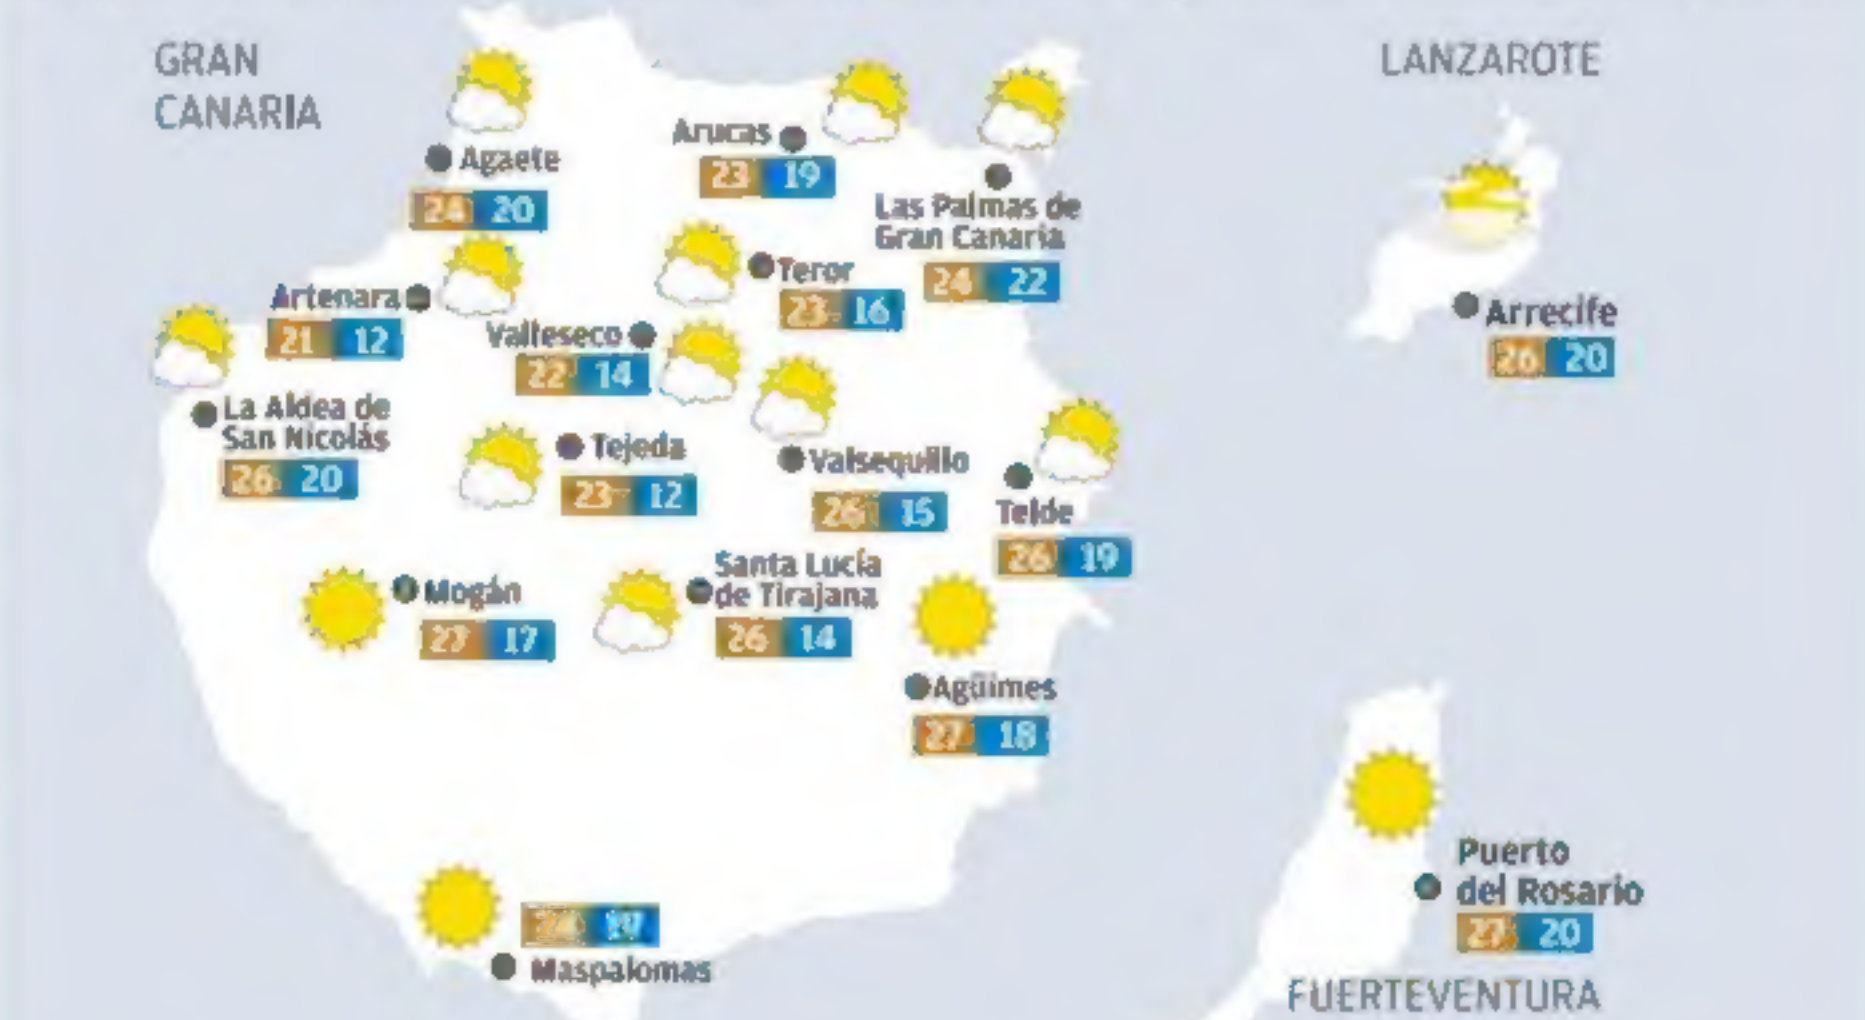 GRAN
CANARIA
LANZAROTE
Agaete
24 20
Arucas
23 19
Las Palmas de
Gran Canaria
24 22
Artenara
21 12
Teror
23 16
Valleseco
22 14
Arrecife
26 20
La Aldea de
San Nicolás
26 20
Tejeda
23 12
Valsequillo
26 15
Telde
26 19
Mogán
27 17
Santa Lucía
de Tirajana
26 14
Agüimes
27 18
Maspalomas
Puerto
del Rosario
27 20
FUERTEVENTURA